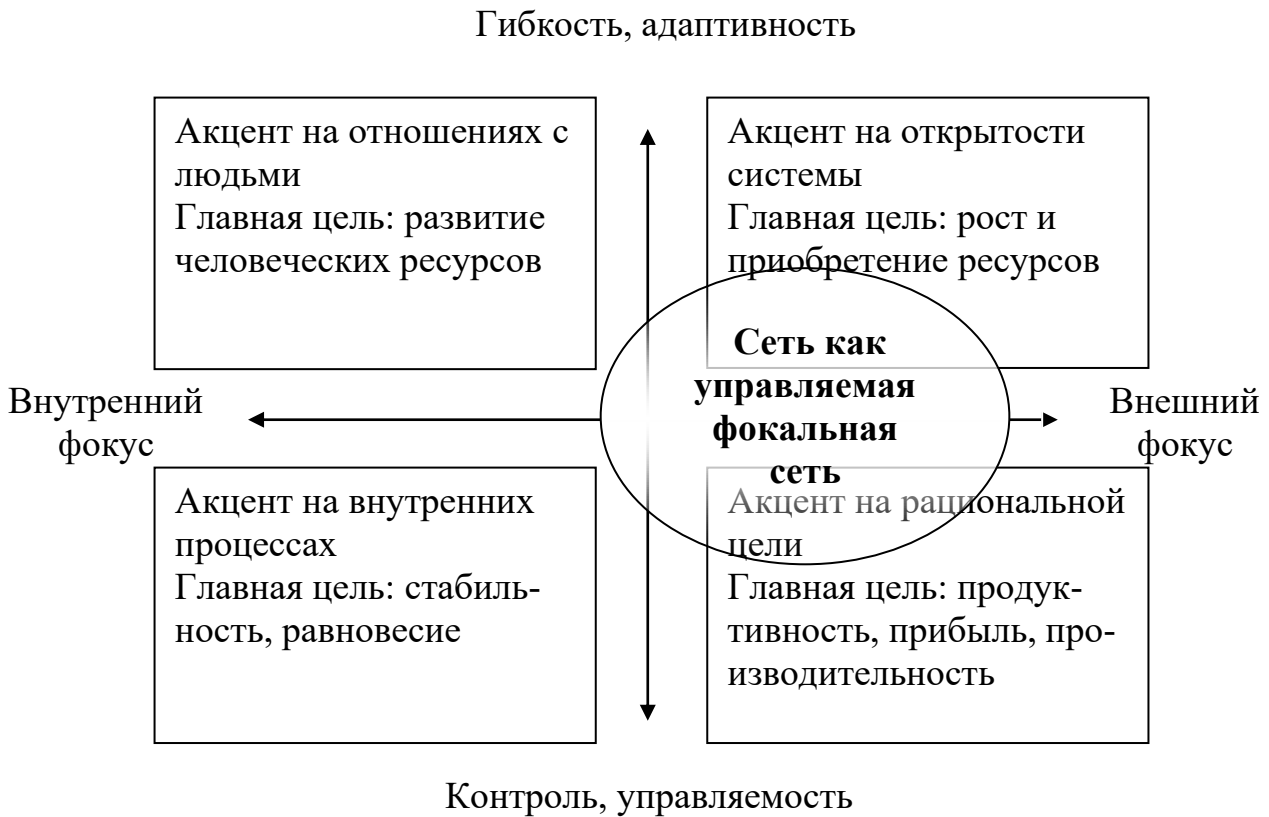 Гибкость, адаптивность
Акцент на отношениях с
людьми
Главная цель: развитие
человеческих ресурсов
Акцент на открытости
системы
Главная цель: рост и
приобретение ресурсов
Сеть как
управляемая
фокальная
сеть
Внутренний
фокус
Внешний
фокус
Акцент на внутренних
процессах
Главная цель: стабиль-
ность, равновесие
Акцент на рациональной
цели
Главная цель: продук-
тивность, прибыль, про-
изводительность
Контроль, управляемость